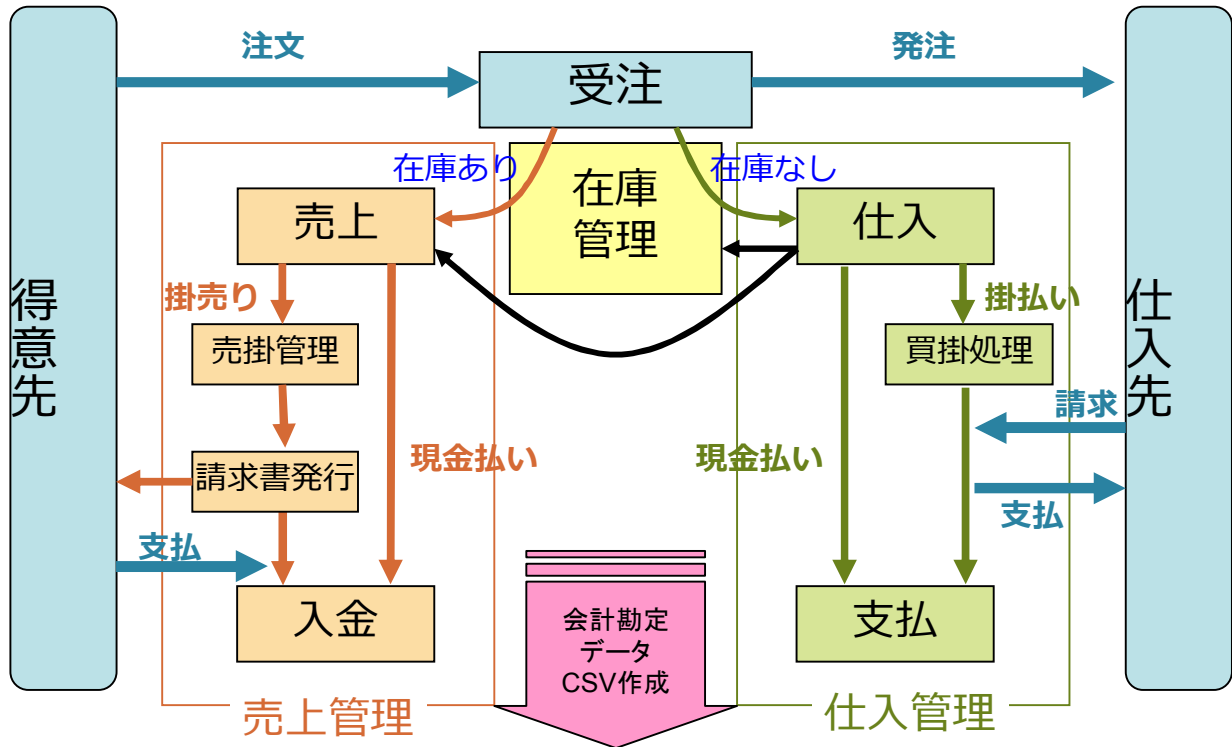 注文
発注
受注
在庫あり
在庫なし
在庫
管理
売上
仕入
得意先
仕入先
掛売り
掛払い
売掛管理
買掛処理
請求
現金払い
現金払い
請求書発行
支払
支払
入金
会計勘定
データ
CSV作成
支払
売上管理
仕入管理